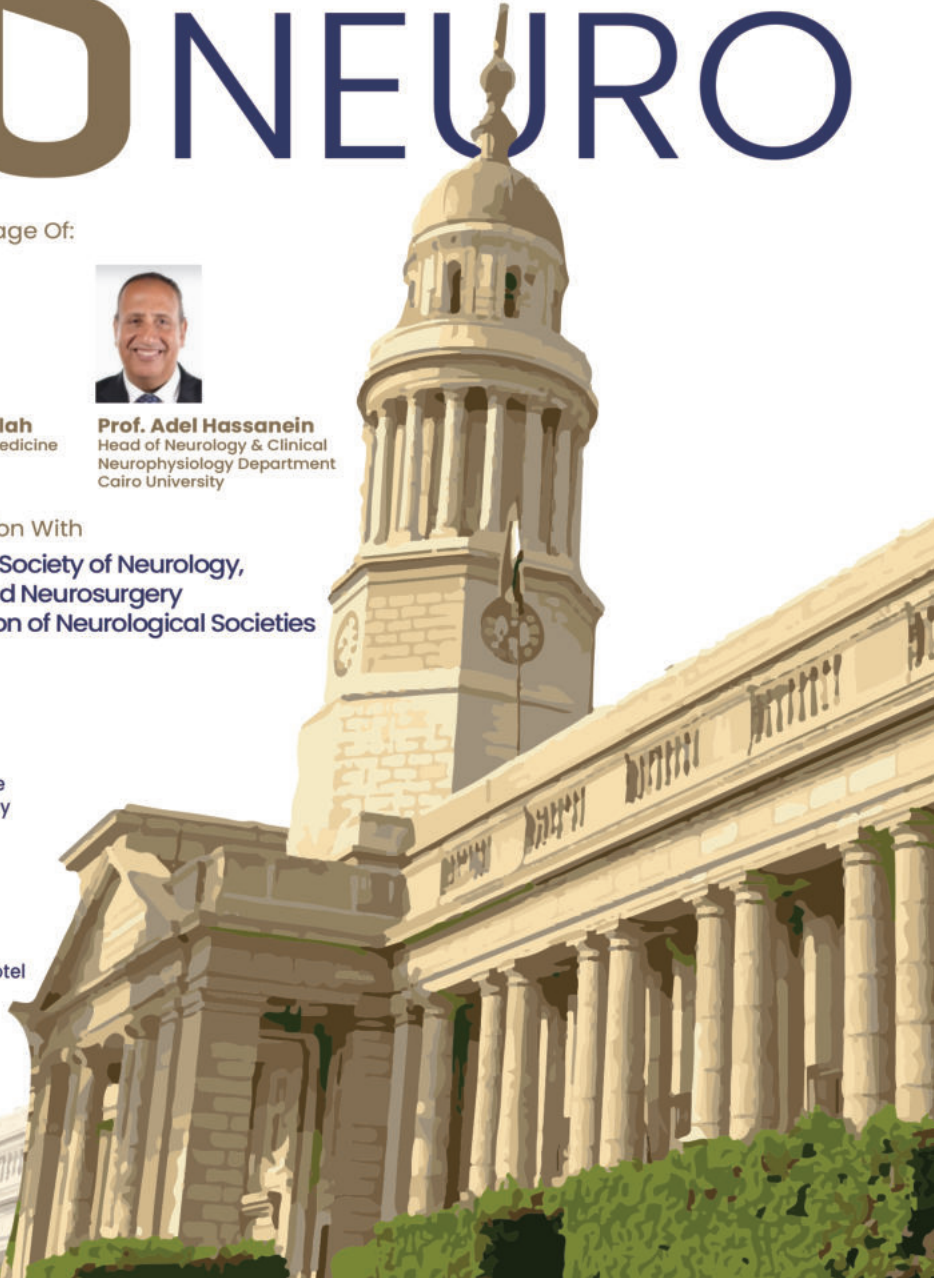 NEURO
age Of:
lah
edicine
Prof. Adel Hassanein
Head of Neurology & Clinical
Neurophysiology Department
Cairo University
on With
Society of Neurology,
d Neurosurgery
on of Neurological Societies
e
y
otel